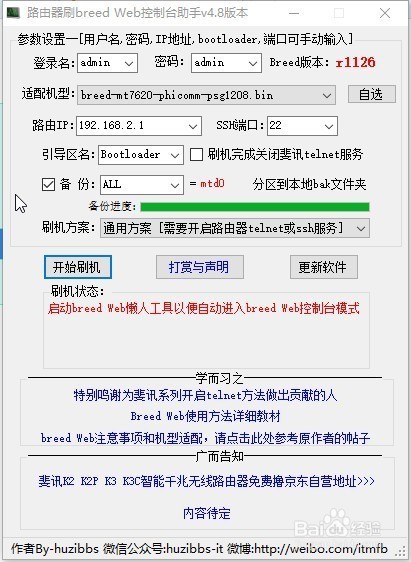 路由器刷breed Web控制台助手v4.8版本
参数设置一[用户名,密码,IP地址,bootloader,端口可手动输入]
登录名: admin 密码: admin Breed版本: r1126
适配机型: breed-mt7620-phicomm-psg1208.bin 自选
路由IP: 192.168.2.1 SSH端口: 22
引导区名: Bootloader 刷机完成关闭斐讯telnet服务
备 份: ALL = mtd0 分区到本地bak文件夹
备份进度:
刷机方案: 通用方案 [需要开启路由器telnet或ssh服务]
开始刷机 打赏与声明 更新软件
刷机状态:
启动breed Web懒人工具以便自动进入breed Web控制台模式
学而习之
特别鸣谢为斐讯系列开启telnet方法做出贡献的人
Breed Web使用方法详细教材
breed Web注意事项和机型适配，请点击此处参考原作者的帖子
广而告知
斐讯K2 K2P K3 K3C智能千兆无线路由器免费撸京东自营地址>>>
内容待定
Baidu 经验
作者By-huzibbs 微信公众号:huzibbs-it 微博:http://weibo.com/itmfb